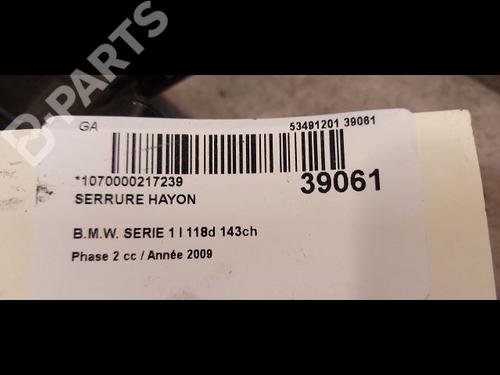 B-PARTS
GA 53491201 39061
*1070000217239
39061
SERRURE HAYON
B.M.W. SERIE 1 I 118d 143ch
Phase 2 cc / Année 2009